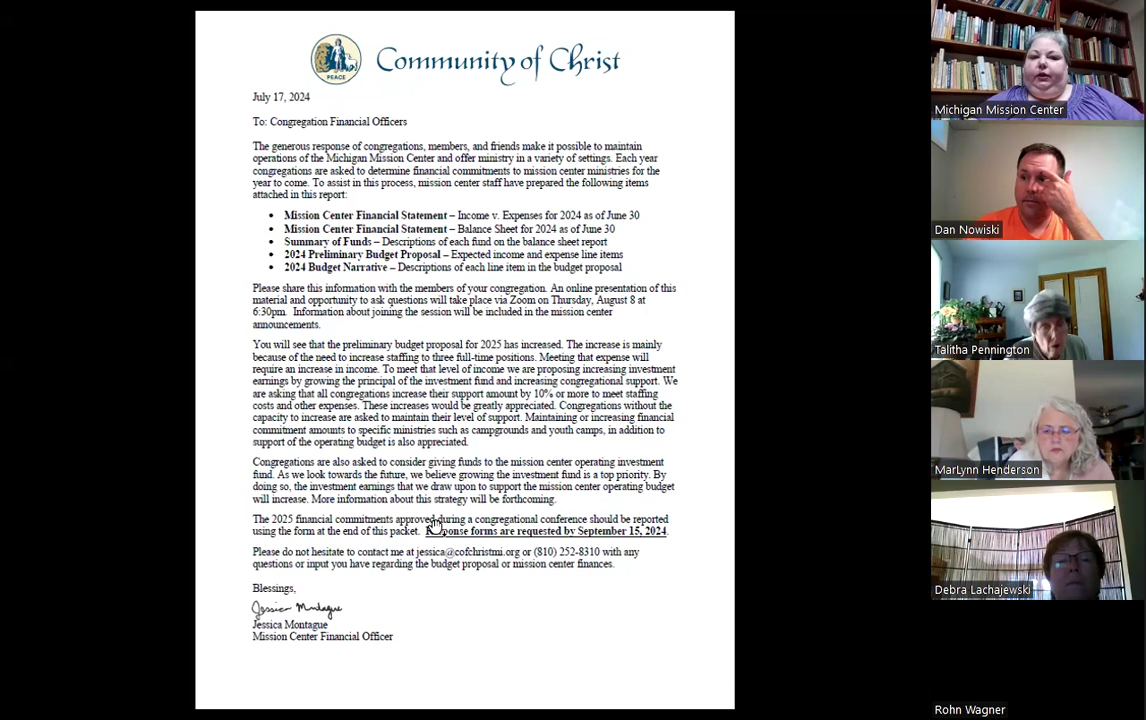 PEACE
Community of Christ
July 17, 2024
To: Congregation Financial Officers
The generous response of congregations, members, and friends make it possible to maintain
operations of the Michigan Mission Center and offer ministry in a variety of settings. Each year
congregations are asked to determine financial commitments to mission center ministries for the
year to come. To assist in this process, mission center staff have prepared the following items
attached in this report:
• Mission Center Financial Statement – Income v. Expenses for 2024 as of June 30
• Mission Center Financial Statement – Balance Sheet for 2024 as of June 30
• Summary of Funds – Descriptions of each fund on the balance sheet report
• 2024 Preliminary Budget Proposal – Expected income and expense line items
• 2024 Budget Narrative – Descriptions of each line item in the budget proposal
Please share this information with the members of your congregation. An online presentation of this
material and opportunity to ask questions will take place via Zoom on Thursday, August 8 at
6:30pm. Information about joining the session will be included in the mission center
announcements.
You will see that the preliminary budget proposal for 2025 has increased. The increase is mainly
because of the need to increase staffing to three full-time positions. Meeting that expense will
require an increase in income. To meet that level of income we are proposing increasing investment
earnings by growing the principal of the investment fund and increasing congregational support. We
are asking that all congregations increase their support amount by 10% or more to meet staffing
costs and other expenses. These increases would be greatly appreciated. Congregations without the
capacity to increase are asked to maintain their level of support. Maintaining or increasing financial
commitment amounts to specific ministries such as campgrounds and youth camps, in addition to
support of the operating budget is also appreciated.
Congregations are also asked to consider giving funds to the mission center operating investment
fund. As we look towards the future, we believe growing the investment fund is a top priority. By
doing so, the investment earnings that we draw upon to support the mission center operating budget
will increase. More information about this strategy will be forthcoming.
The 2025 financial commitments approved during a congregational conference should be reported
using the form at the end of this packet. Response forms are requested by September 15, 2024.
Please do not hesitate to contact me at jessica@cofchristmi.org or (810) 252-8310 with any
questions or input you have regarding the budget proposal or mission center finances.
Blessings,
Jessica Montague
Jessica Montague
Mission Center Financial Officer
Michigan Mission Center
Dan Nowiski
Talitha Pennington
MarLynn Henderson
Debra Lachajewski
Rohn Wagner